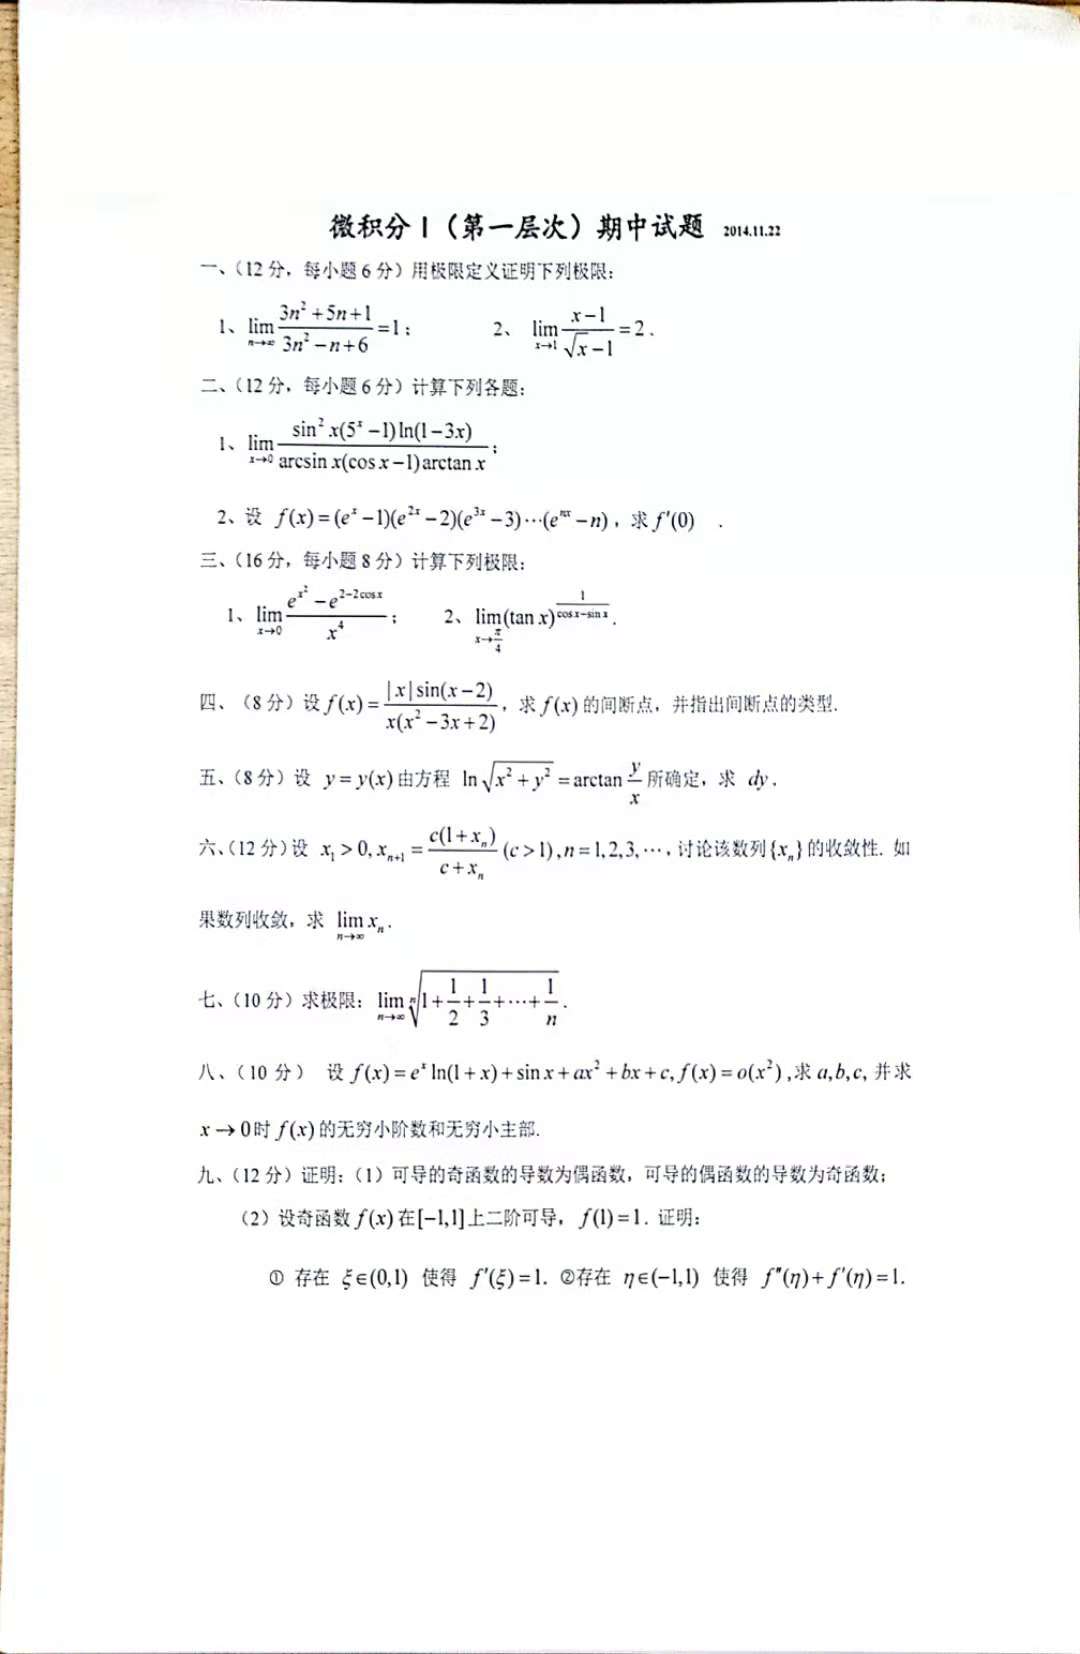 微积分 I（第一层次）期中试题 2014.11.22
一、（12 分，每小题 6 分）用极限定义证明下列极限：
1、$\lim_{n\to\infty}\frac{3n^2+5n+1}{3n^2-n+6}=1$； 2、$\lim_{x\to 1}\frac{x-1}{\sqrt{x}-1}=2$.
二、（12 分，每小题 6 分）计算下列各题：
1、$\lim_{x\to 0}\frac{\sin^2 x(5^x-1)\ln(1-3x)}{\arcsin x(\cos x-1)\arctan x}$；
2、设 $f(x)=(e^x-1)(e^{2x}-2)(e^{3x}-3)\cdots(e^{nx}-n)$，求 $f'(0)$ .
三、（16 分，每小题 8 分）计算下列极限：
1、$\lim_{x\to 0}\frac{e^{x^2}-e^{2-2\cos x}}{x^4}$； 2、$\lim_{x\to\frac{\pi}{4}}(\tan x)^{\frac{1}{\cos x-\sin x}}$.
四、（8 分）设 $f(x)=\frac{|x|\sin(x-2)}{x(x^2-3x+2)}$，求 $f(x)$ 的间断点，并指出间断点的类型.
五、（8 分）设 $y=y(x)$ 由方程 $\ln\sqrt{x^2+y^2}=\arctan\frac{y}{x}$ 所确定，求 $dy$.
六、（12 分）设 $x_1>0, x_{n+1}=\frac{c(1+x_n)}{c+x_n}(c>1), n=1,2,3,\cdots$，讨论该数列 $\{x_n\}$ 的收敛性. 如
果数列收敛，求 $\lim_{n\to\infty}x_n$.
七、（10 分）求极限：$\lim_{n\to\infty}\sqrt[n]{1+\frac{1}{2}+\frac{1}{3}+\cdots+\frac{1}{n}}$.
八、（10 分） 设 $f(x)=e^x\ln(1+x)+\sin x+ax^2+bx+c, f(x)=o(x^2)$ ,求 $a,b,c$, 并求
$x\to 0$ 时 $f(x)$ 的无穷小阶数和无穷小主部.
九、（12 分）证明：（1）可导的奇函数的导数为偶函数，可导的偶函数的导数为奇函数；
（2）设奇函数 $f(x)$ 在 $[-1,1]$ 上二阶可导，$f(1)=1$. 证明：
① 存在 $\xi\in(0,1)$ 使得 $f'(\xi)=1$. ②存在 $\eta\in(-1,1)$ 使得 $f''(\eta)+f'(\eta)=1$.